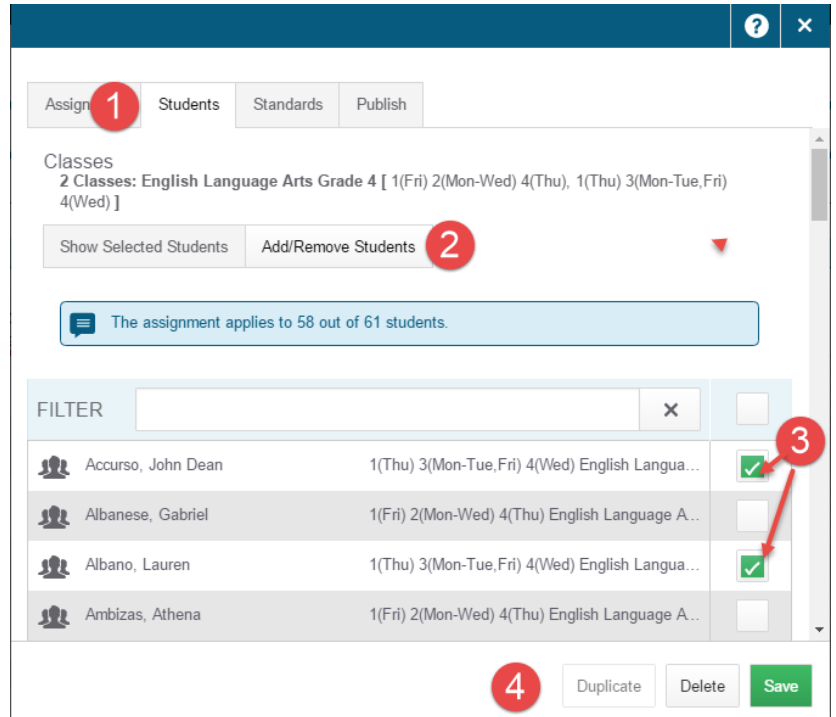 ?
×
Assign 1 Students Standards Publish
Classes
2 Classes: English Language Arts Grade 4 [ 1(Fri) 2(Mon-Wed) 4(Thu), 1(Thu) 3(Mon-Tue,Fri)
4(Wed) ]
Show Selected Students Add/Remove Students 2
The assignment applies to 58 out of 61 students.
FILTER
3
Accurso, John Dean 1(Thu) 3(Mon-Tue,Fri) 4(Wed) English Langua...
Albanese, Gabriel 1(Fri) 2(Mon-Wed) 4(Thu) English Language A...
Albano, Lauren 1(Thu) 3(Mon-Tue,Fri) 4(Wed) English Langua...
Ambizas, Athena 1(Fri) 2(Mon-Wed) 4(Thu) English Language A...
4 Duplicate Delete Save